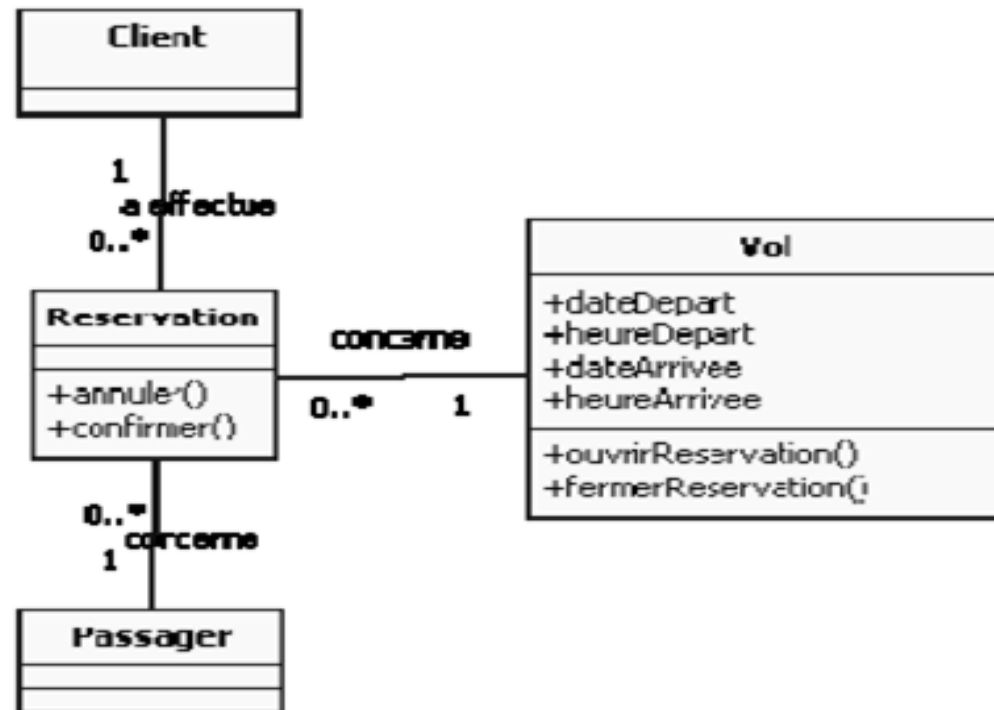 Client
1
a effectue
0..*
Reservation
+annuler()
+confirmer()
concerne
0..*
1
Vol
+dateDepart
+heureDepart
+dateArrivee
+heureArrivee
+ouvrirReservation()
+fermerReservation()
0..*
concerne
1
Passager